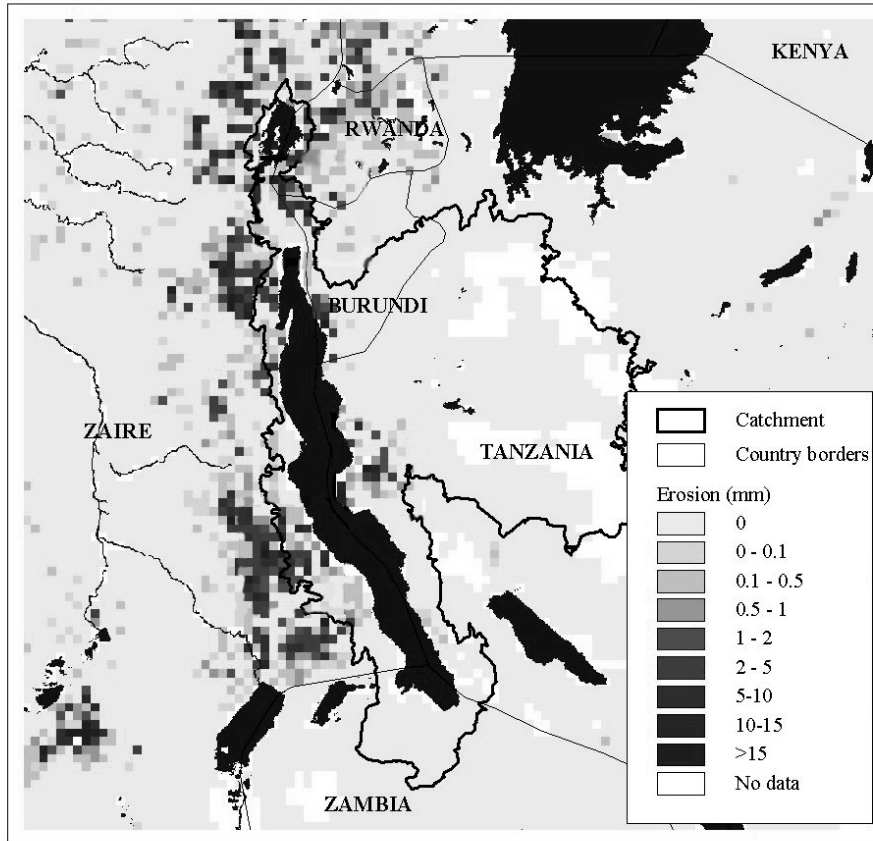 KENYA
RWANDA
BURUNDI
ZAIRE
TANZANIA
ZAMBIA
Catchment
Country borders
Erosion (mm)
0
0 - 0.1
0.1 - 0.5
0.5 - 1
1 - 2
2 - 5
5-10
10-15
>15
No data